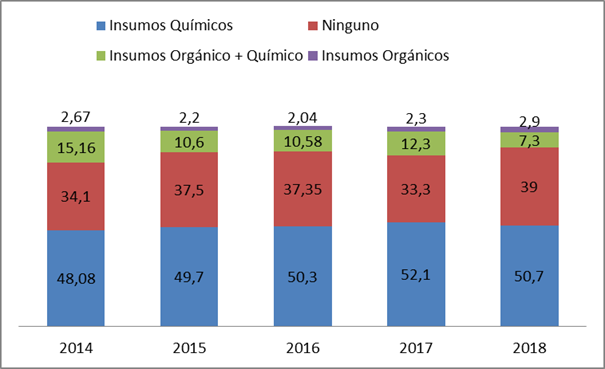 Insumos Químicos Ninguno
Insumos Orgánico + Químico Insumos Orgánicos
2,67 2,2 2,04 2,3 2,9
15,16 10,6 10,58 12,3 7,3
34,1 37,5 37,35 33,3 39
48,08 49,7 50,3 52,1 50,7
2014 2015 2016 2017 2018